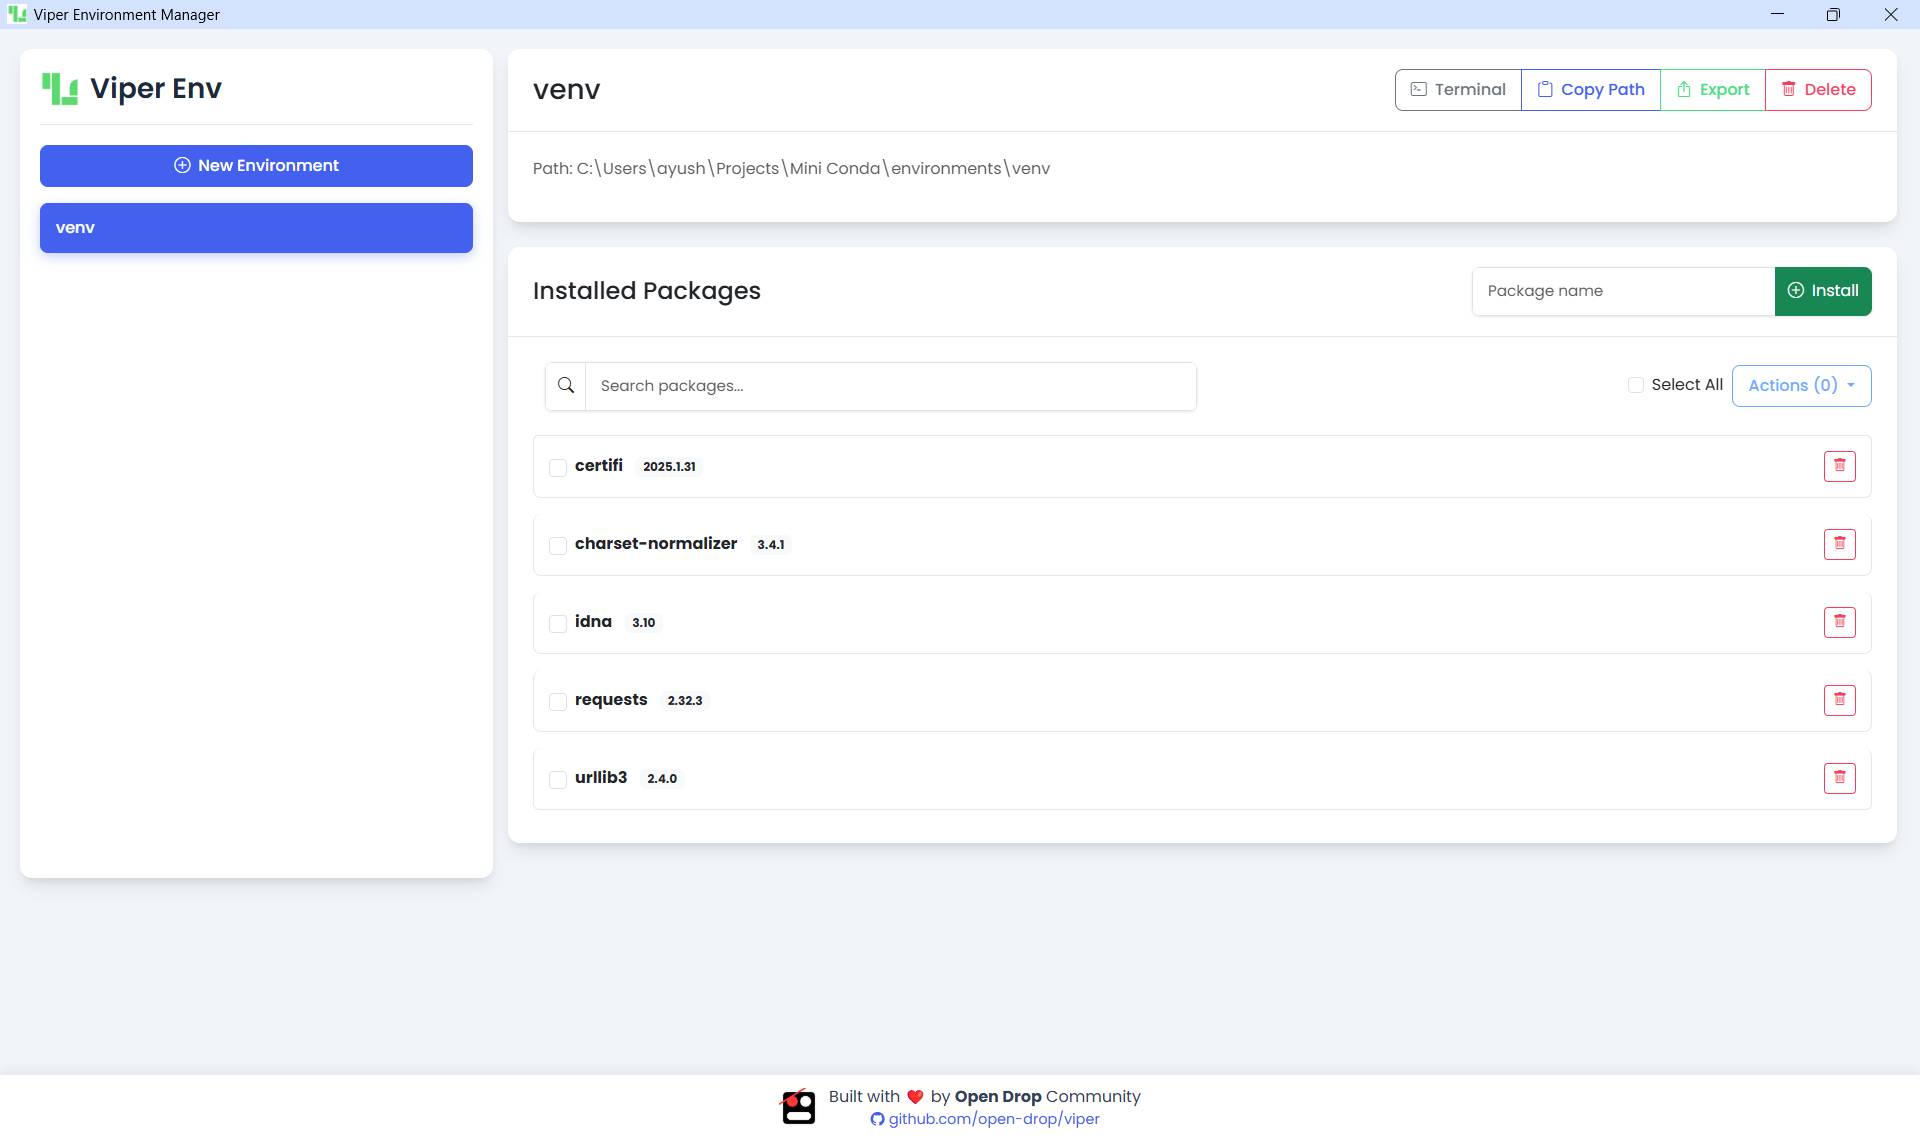 Viper Environment Manager
Viper Env
New Environment
venv
venv
Terminal
Copy Path
Export
Delete
Path: C:\Users\ayush\Projects\Mini Conda\environments\venv
Installed Packages
Package name
Install
Search packages...
Select All
Actions (0)
certifi 2025.1.31
charset-normalizer 3.4.1
idna 3.10
requests 2.32.3
urllib3 2.4.0
Built with ❤️ by Open Drop Community
github.com/open-drop/viper